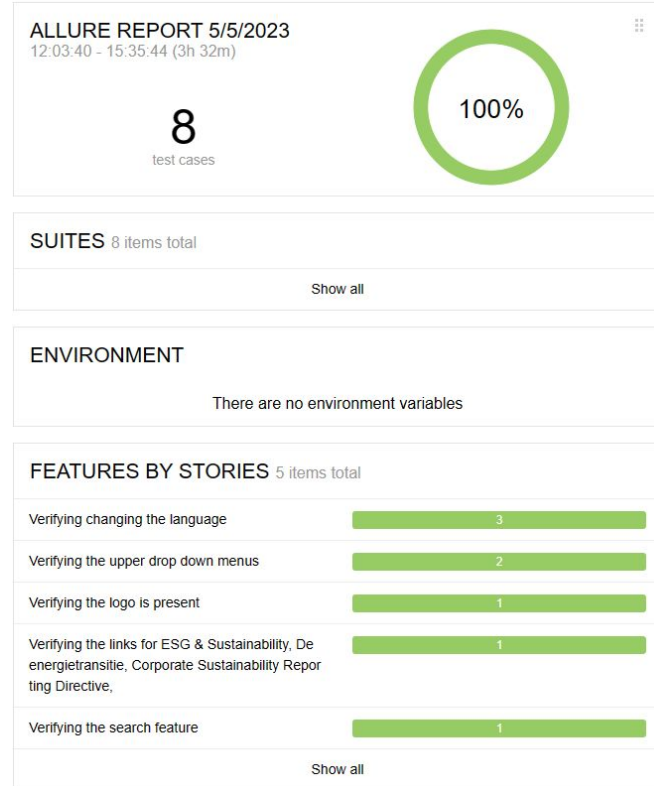 ALLURE REPORT 5/5/2023
12:03:40 - 15:35:44 (3h 32m)
8
test cases
100%
SUITES 8 items total
Show all
ENVIRONMENT
There are no environment variables
FEATURES BY STORIES 5 items total
Verifying changing the language 3
Verifying the upper drop down menus 2
Verifying the logo is present 1
Verifying the links for ESG & Sustainability, De 1
energietransitie, Corporate Sustainability Repor
ting Directive,
Verifying the search feature 1
Show all